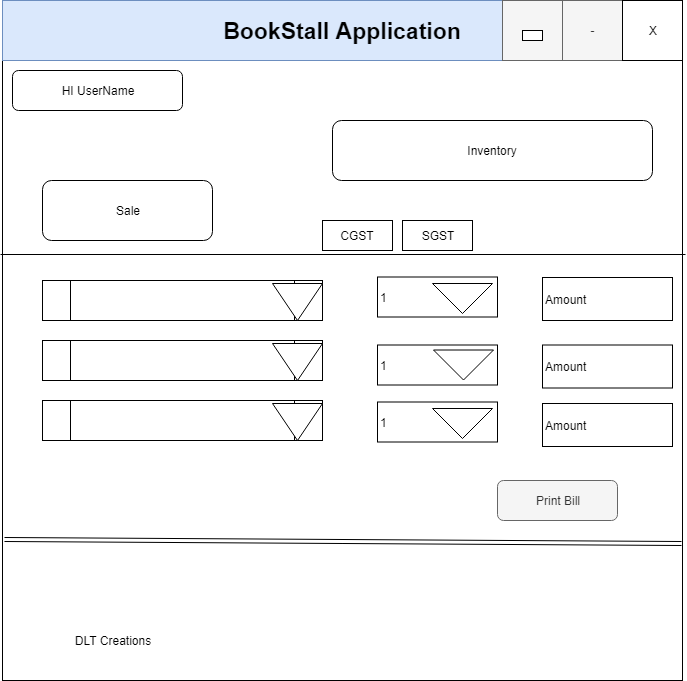 BookStall Application
-
X
HI UserName
Inventory
Sale
CGST
SGST
1
Amount
1
Amount
1
Amount
Print Bill
DLT Creations